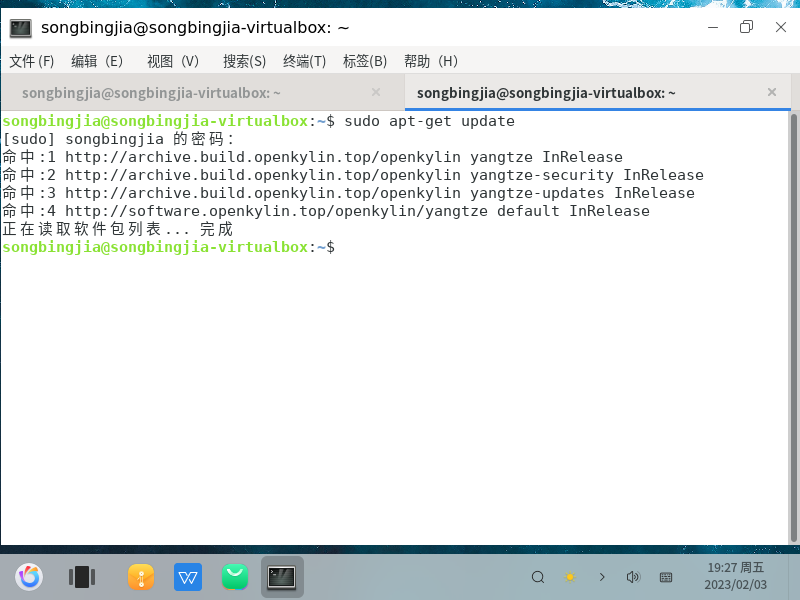 songbingjia@songbingjia-virtualbox: ~
文件 (F) 编辑（E） 视图（V） 搜索(S) 终端(T) 标签(B) 帮助（H）
songbingjia@songbingjia-virtualbox: ~ songbingjia@songbingjia-virtualbox: ~
songbingjia@songbingjia-virtualbox:~$ sudo apt-get update
[sudo] songbingjia 的密码：
命中:1 http://archive.build.openkylin.top/openkylin yangtze InRelease
命中:2 http://archive.build.openkylin.top/openkylin yangtze-security InRelease
命中:3 http://archive.build.openkylin.top/openkylin yangtze-updates InRelease
命中:4 http://software.openkylin.top/openkylin/yangtze default InRelease
正在读取软件包列表... 完成
songbingjia@songbingjia-virtualbox:~$
19:27 周五
2023/02/03